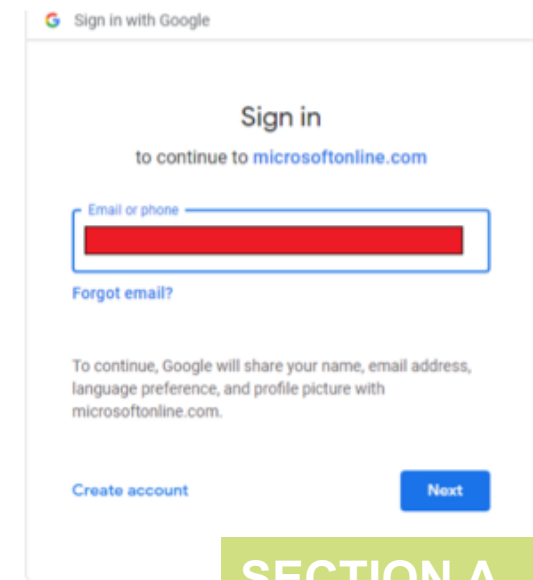 Sign in with Google
Sign in
to continue to microsoftonline.com
Email or phone
Forgot email?
To continue, Google will share your name, email address,
language preference, and profile picture with
microsoftonline.com.
Create account
Next
SECTION A